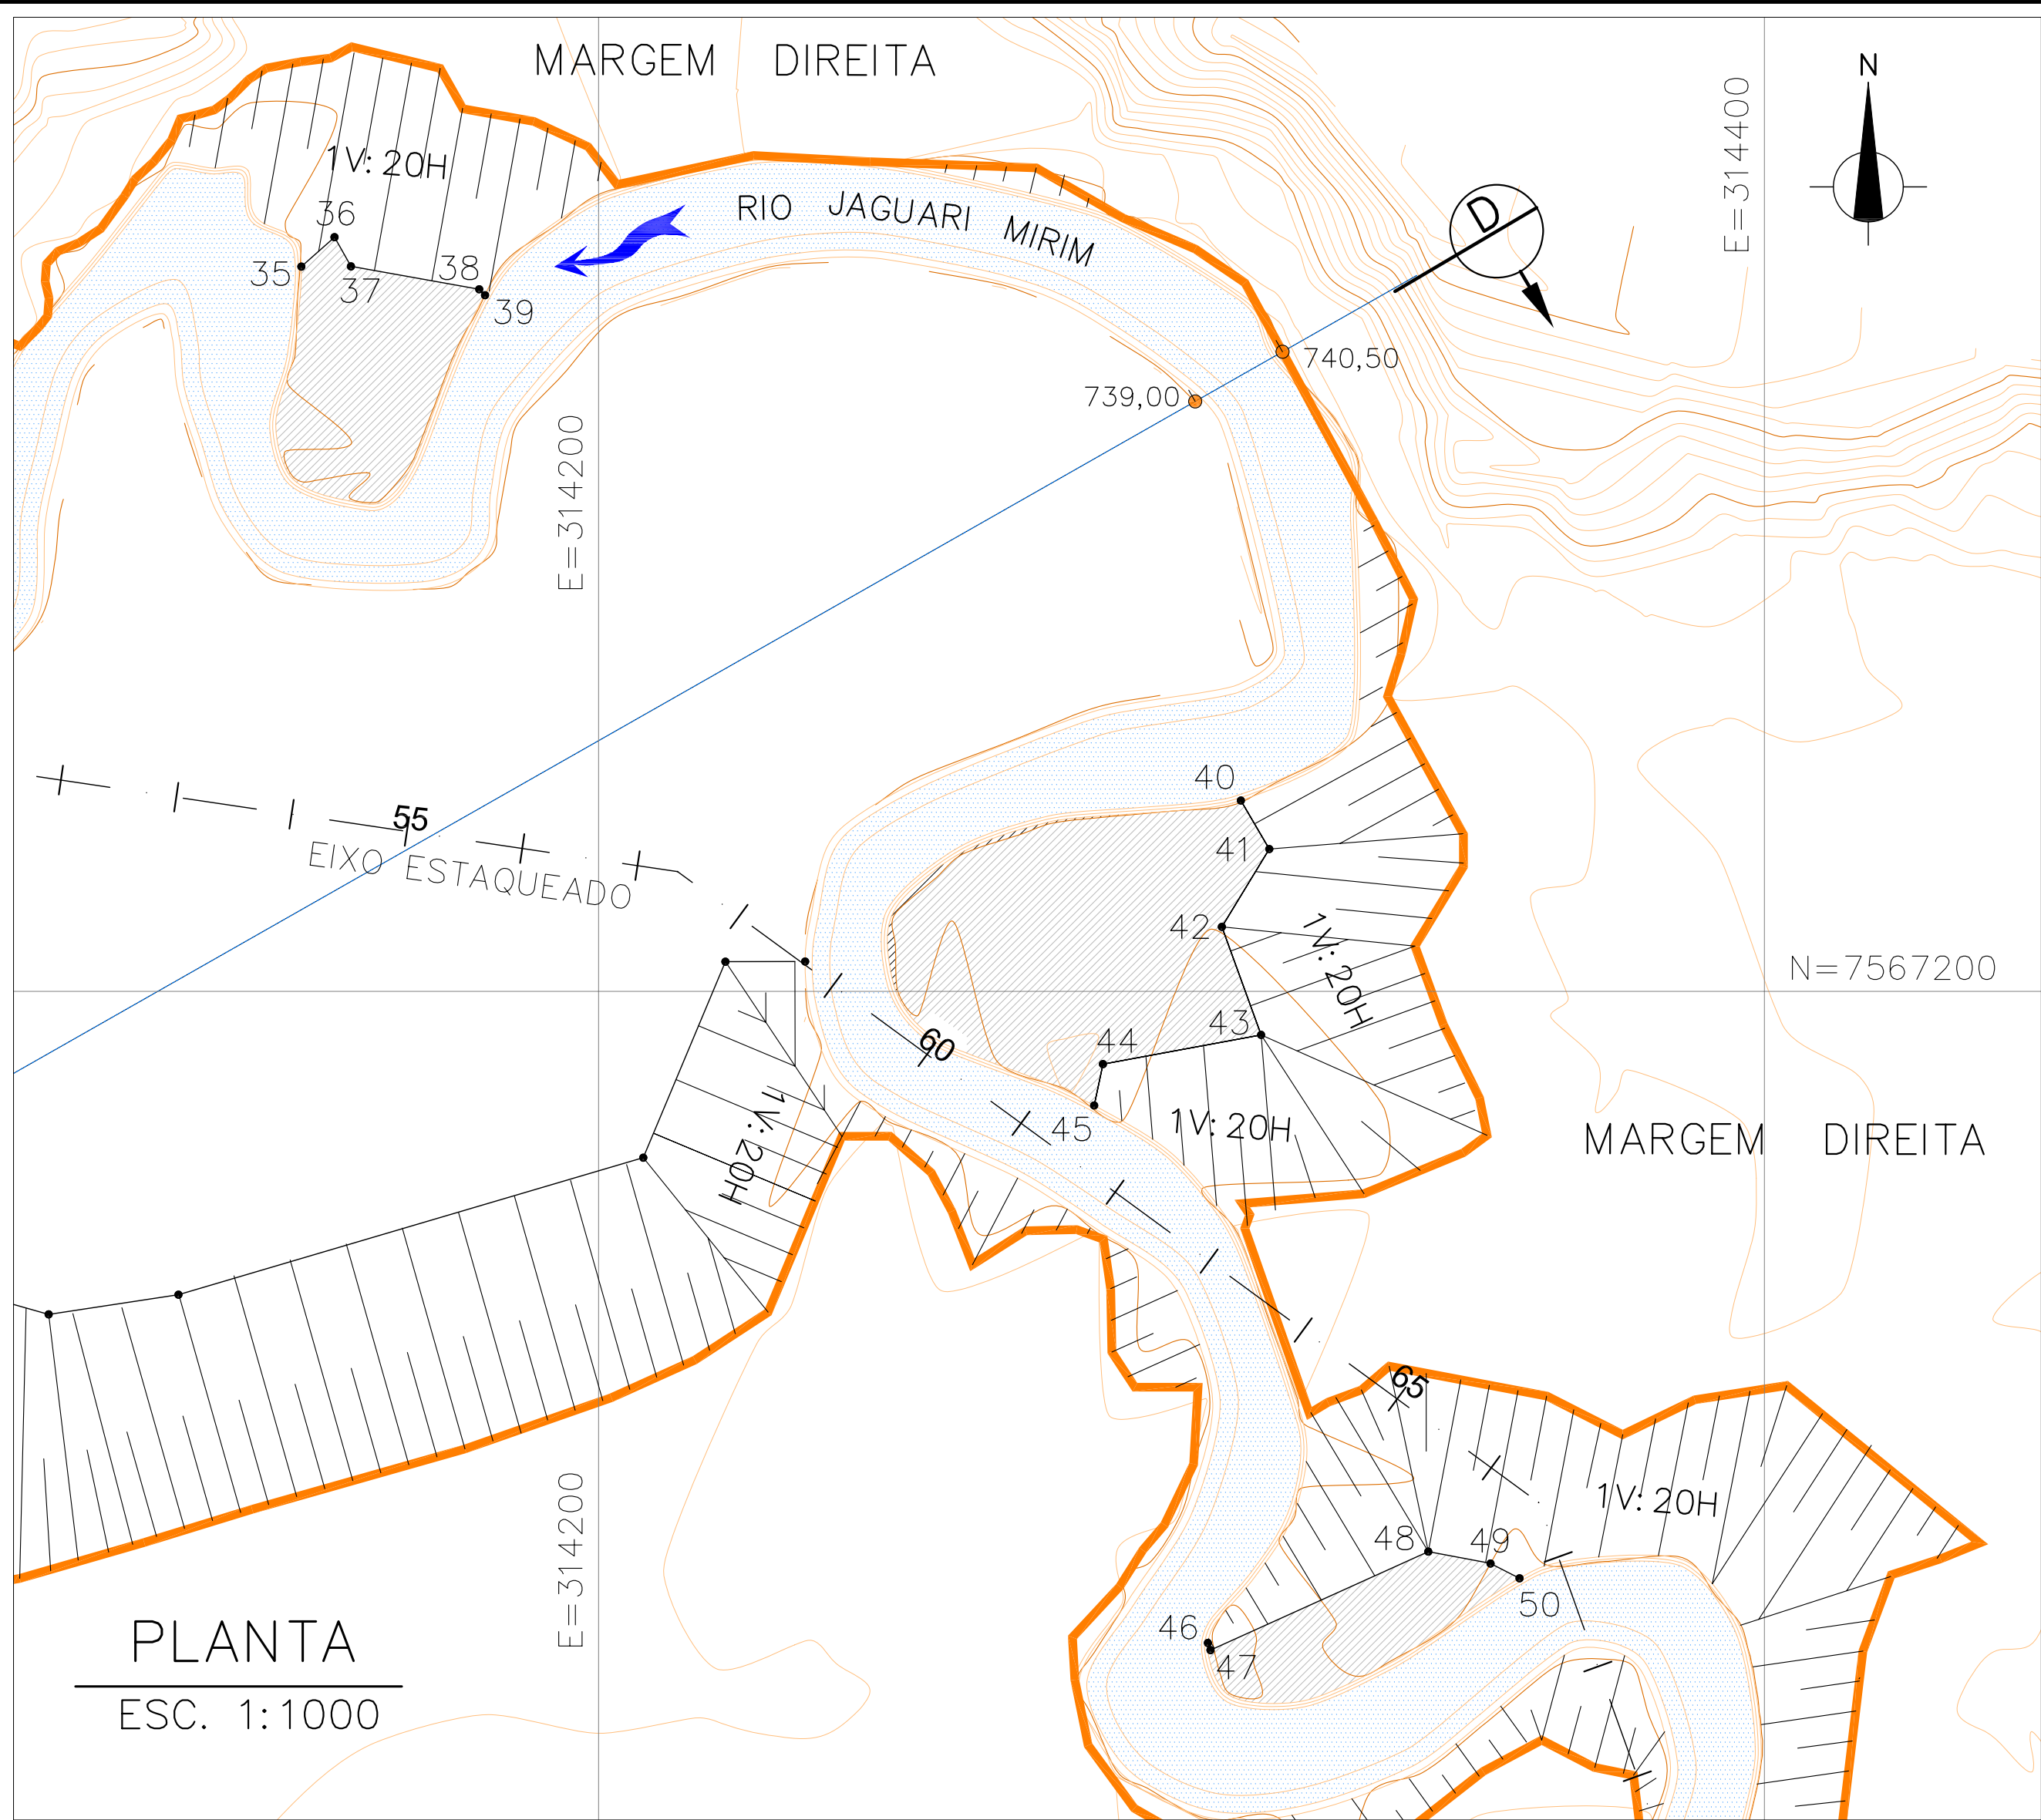 MARGEM DIREITA
N
E=314400
1V:20H
RIO JAGUARI MIRIM
D
36
35
37
38
39
740,50
739,00
E=314200
40
55
41
EIXO ESTAQUEADO
42
1V:20H
N=7567200
43
60
44
1V:20H
45
1V:20H
MARGEM DIREITA
65
1V:20H
E=314200
48
49
50
46
47
PLANTA
ESC. 1:1000